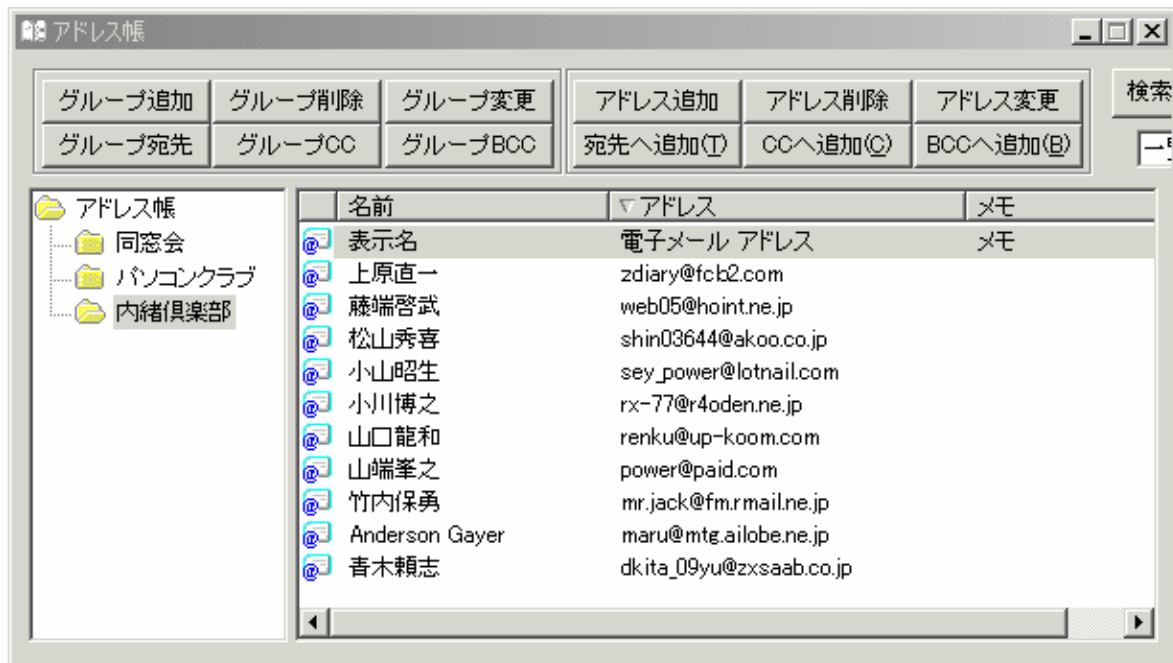 アドレス帳
グループ追加 グループ削除 グループ変更 アドレス追加 アドレス削除 アドレス変更 検索
グループ宛先 グループCC グループBCC 宛先へ追加(T) CCへ追加(C) BCCへ追加(B)
アドレス帳
同窓会
パソコンクラブ
内緒倶楽部
名前 アドレス メモ
表示名 電子メール アドレス メモ
上原直一 zdiary@fcb2.com
藤端啓武 web05@hoint.ne.jp
松山秀喜 shin03644@akoo.co.jp
小山昭生 sey_power@lotnail.com
小川博之 rx-77@r4oden.ne.jp
山口龍和 renku@up-koom.com
山端峯之 power@paid.com
竹内保勇 mr.jack@fm.rmail.ne.jp
Anderson Gayer maru@mtg.ailobe.ne.jp
青木頼志 dkita_09yu@zxsaab.co.jp